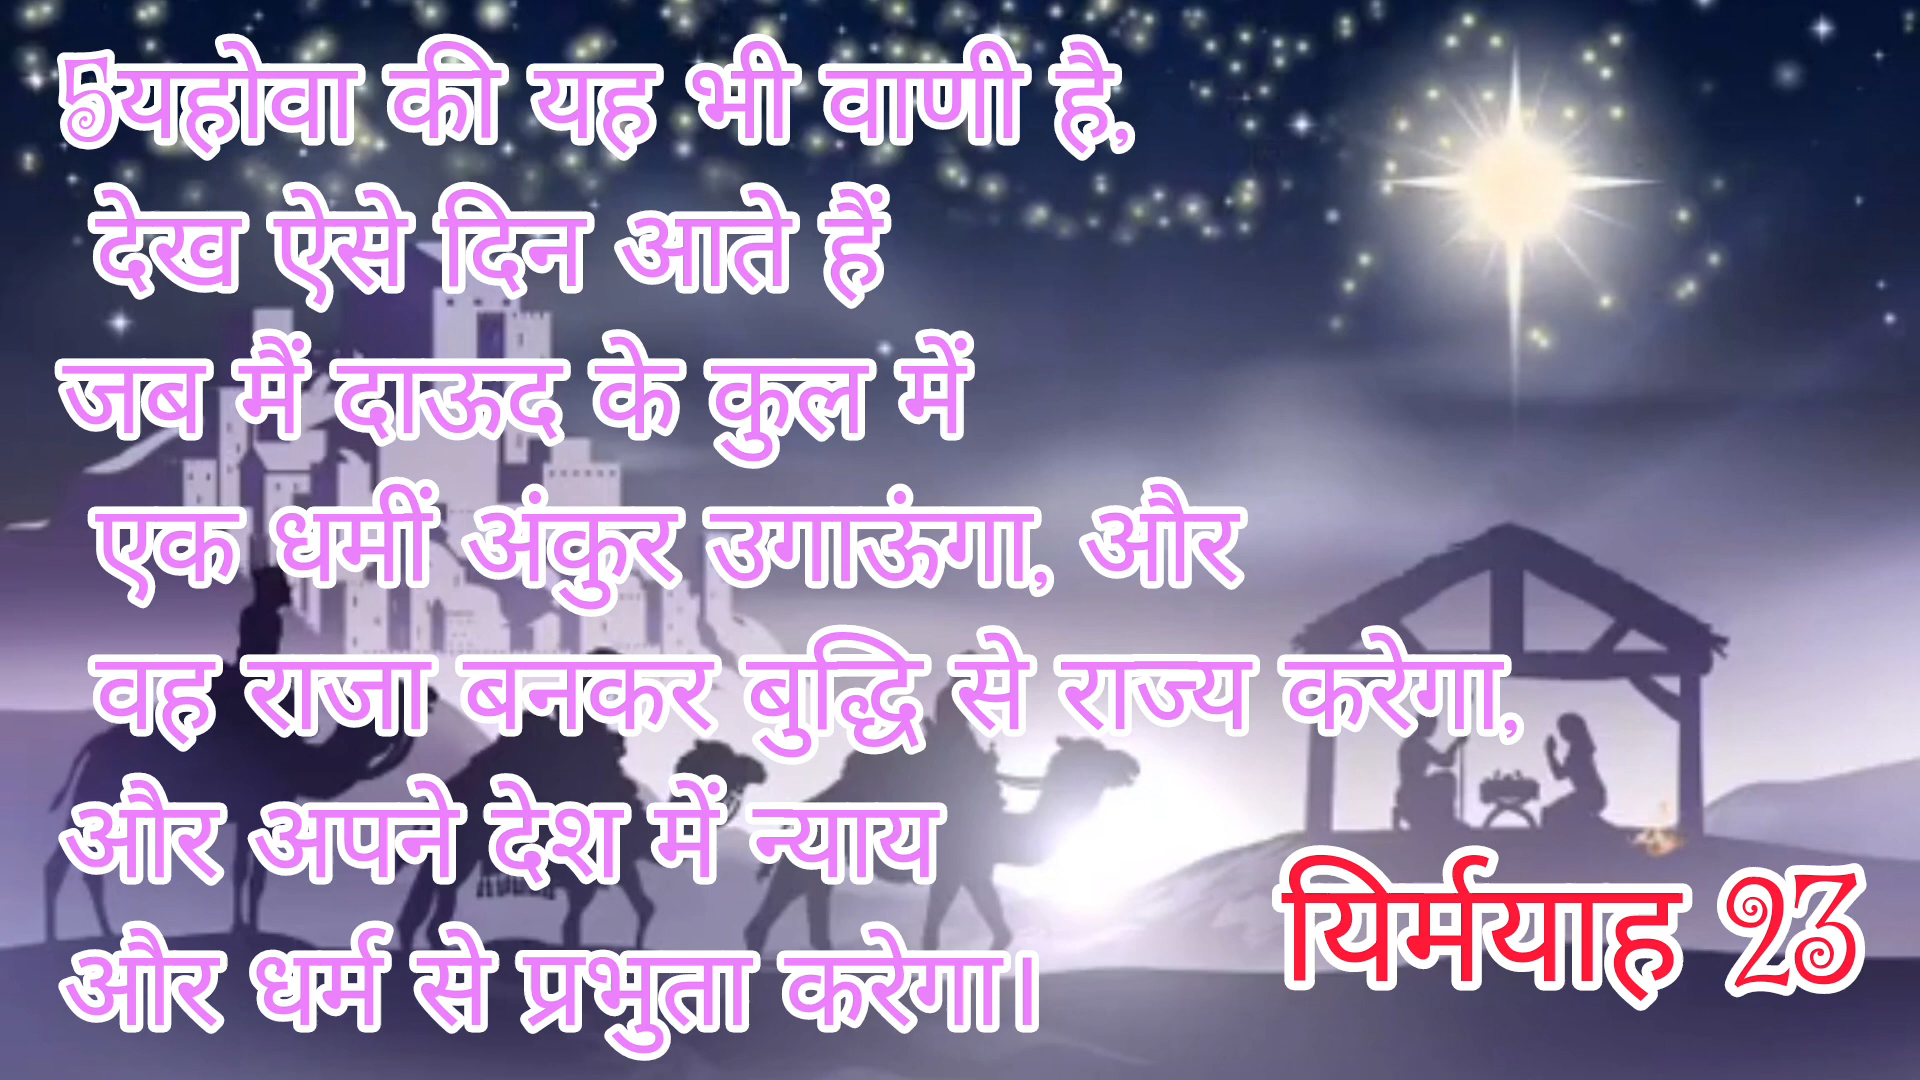 5यहोवा की यह भी वाणी है,
देख ऐसे दिन आते हैं
जब मैं दाऊद के कुल में
एक धमीं अंकुर उगाऊंगा, और
वह राजा बनकर बुद्धि से राज्य करेगा,
और अपने देश में न्याय
और धर्म से प्रभुता करेगा।
यिर्मयाह 23